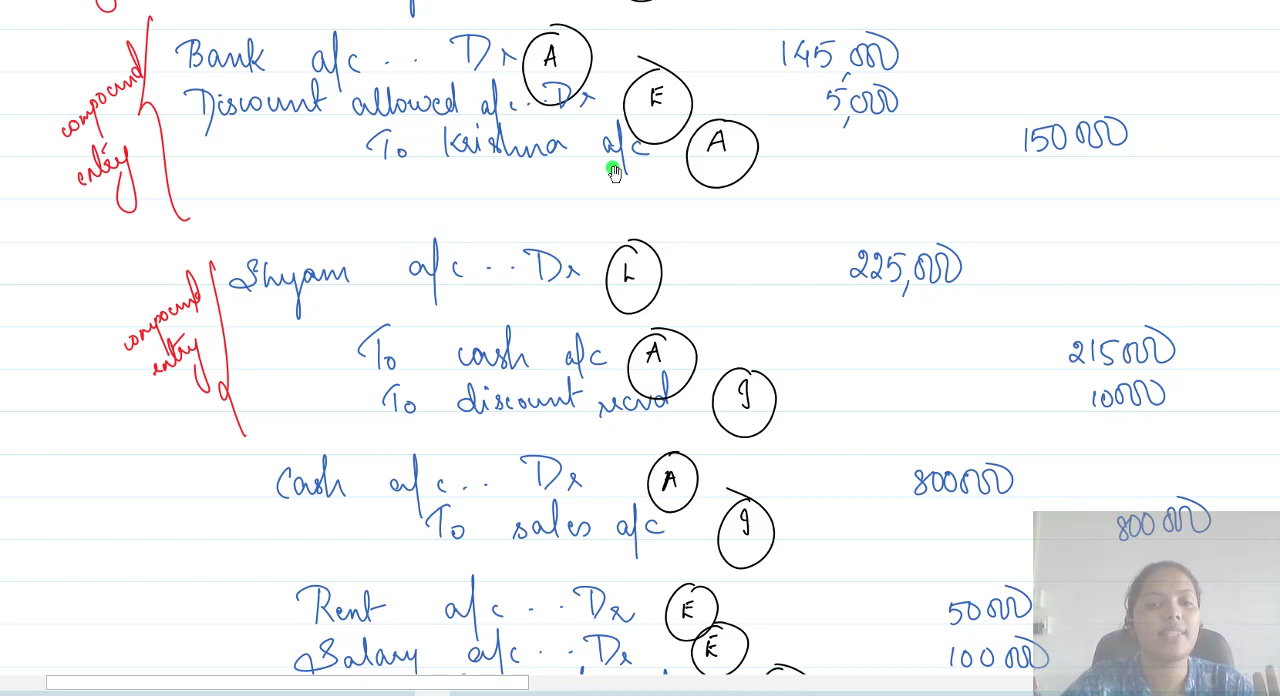 Bank a/c .. Dr A 145,000
Discount allowed a/c .. Dr E 5,000
To Krishna a/c A 150000
compound entry
Shyam a/c ... Dr L 225,000
To cash a/c A 215000
To discount recvd I 10000
compound entry
Cash a/c .. Dr A 800000
To sales a/c I 800000
Rent a/c ... Dr E 50000
Salary a/c ... Dr E 100000